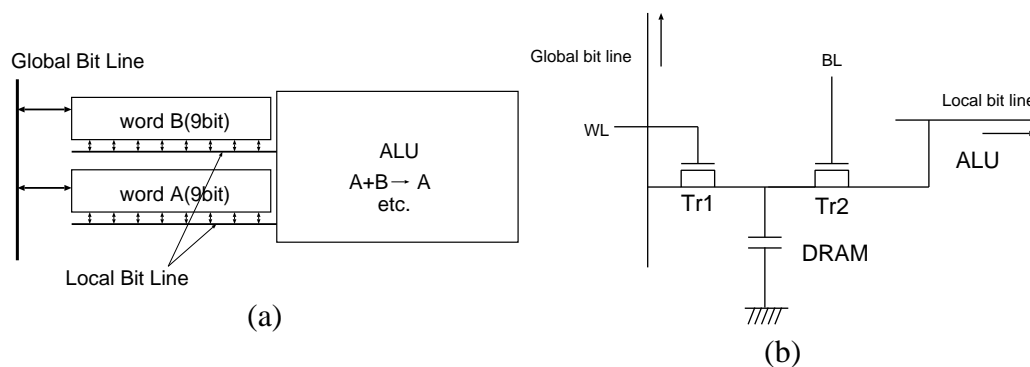 Global Bit Line
word B(9bit)
word A(9bit)
ALU
A+B→ A
etc.
Local Bit Line
(a)
Global bit line
BL
Local bit line
WL
ALU
Tr1
Tr2
DRAM
(b)